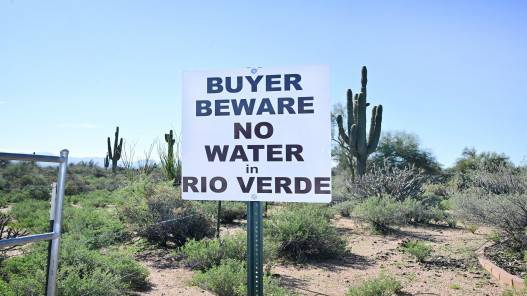 BUYER
BEWARE
NO
WATER
in
RIO VERDE